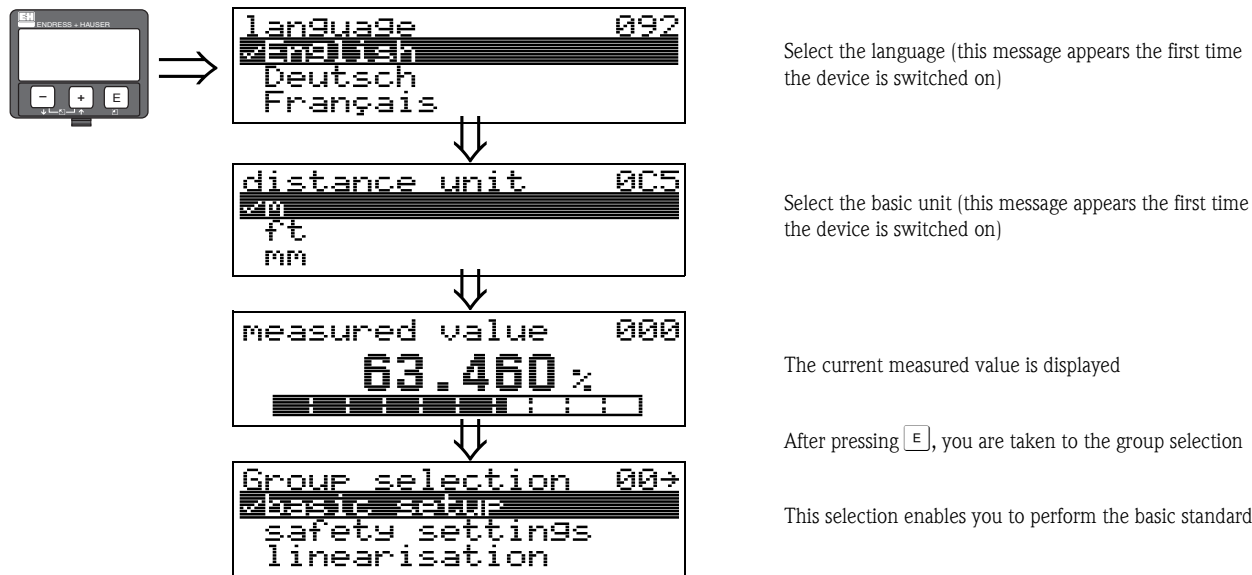 EH
ENDRESS + HAUSER
- + E
language 092
✓English
Deutsch
Français
Select the language (this message appears the first time
the device is switched on)
distance unit 0C5
✓m
ft
mm
Select the basic unit (this message appears the first time
the device is switched on)
measured value 000
63.460 %
The current measured value is displayed
After pressing E, you are taken to the group selection
Group selection 00→
✓basic setup
safety settings
linearisation
This selection enables you to perform the basic standard